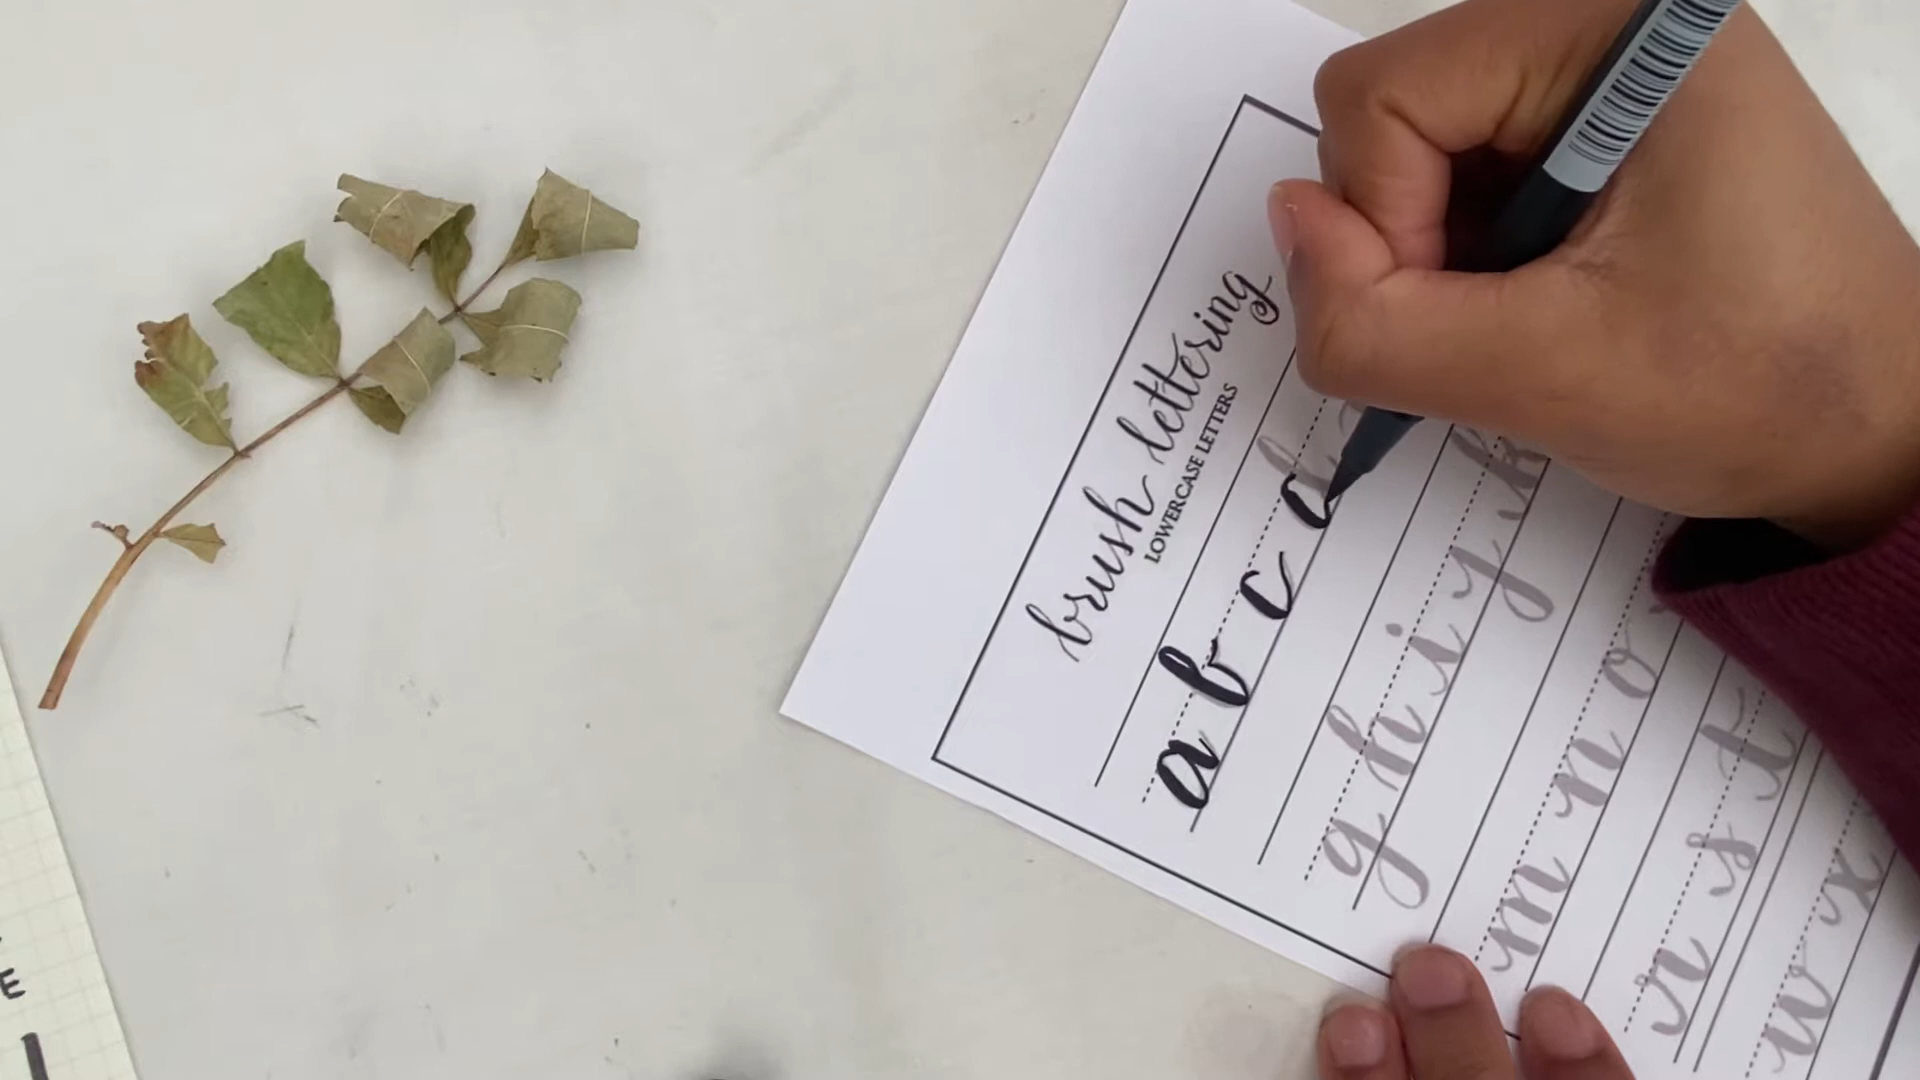 brush lettering
LOWERCASE LETTERS
a b c d
g h i j k
m n o
r s t
w x
E